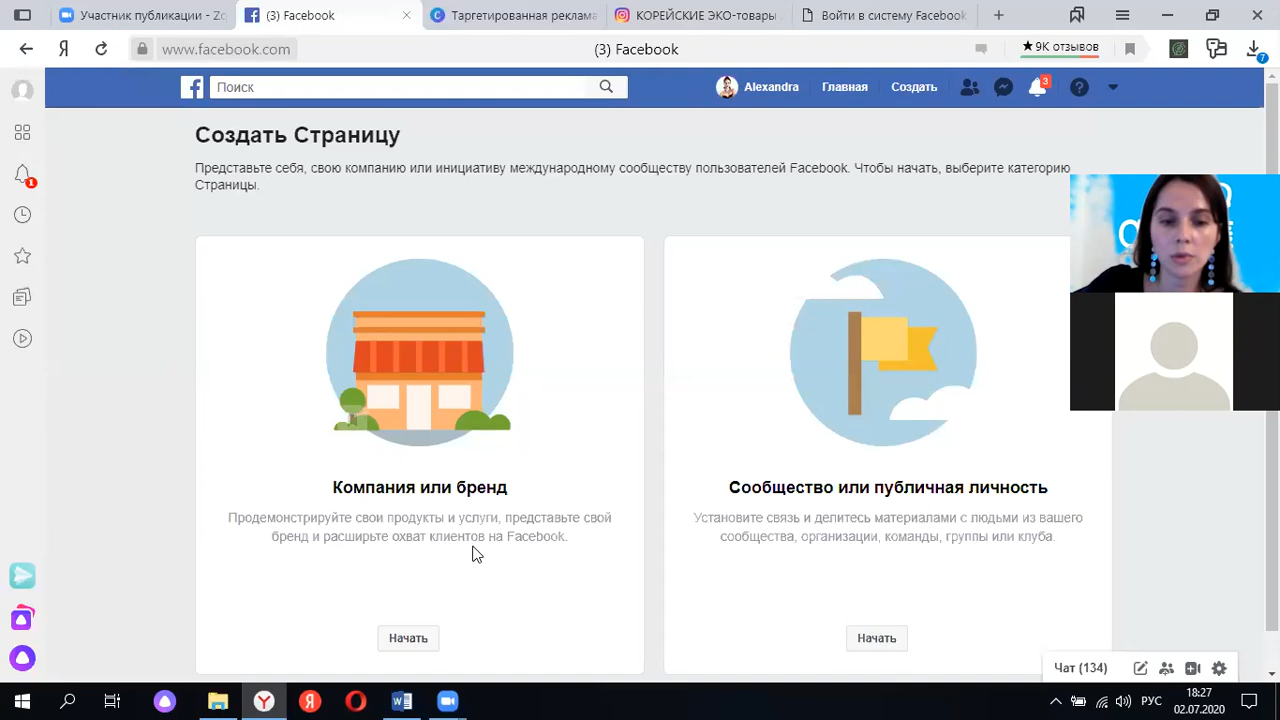 Участник публикации - Zo
(3) Facebook
Таргетированная реклама
КОРЕЙСКИЕ ЭКО-товары
Войти в систему Facebook
www.facebook.com
(3) Facebook
★ 9K отзывов
7
Поиск
Alexandra
Главная
Создать
3
Создать Страницу
Представьте себя, свою компанию или инициативу международному сообществу пользователей Facebook. Чтобы начать, выберите категорию
Страницы.
1
Компания или бренд
Продемонстрируйте свои продукты и услуги, представьте свой
бренд и расширьте охват клиентов на Facebook.
Начать
Сообщество или публичная личность
Установите связь и делитесь материалами с людьми из вашего
сообщества, организации, команды, группы или клуба.
Начать
Чат (134)
РУС
18:27
02.07.2020